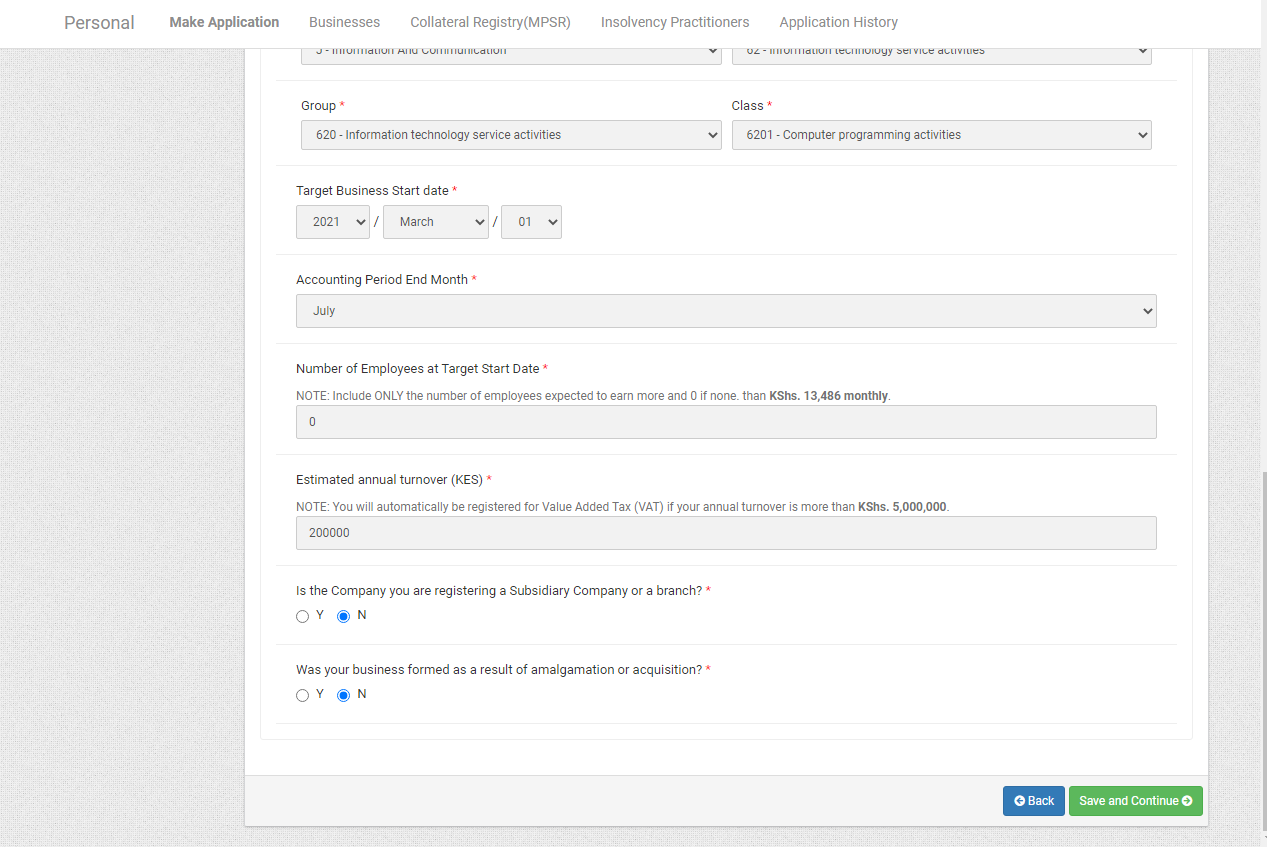 Personal Make Application Businesses Collateral Registry(MPSR) Insolvency Practitioners Application History
J - Information And Communication 62 - Information technology service activities
Group * Class *
620 - Information technology service activities 6201 - Computer programming activities
Target Business Start date *
2021 / March / 01
Accounting Period End Month *
July
Number of Employees at Target Start Date *
NOTE: Include ONLY the number of employees expected to earn more and 0 if none. than KShs. 13,486 monthly.
0
Estimated annual turnover (KES) *
NOTE: You will automatically be registered for Value Added Tax (VAT) if your annual turnover is more than KShs. 5,000,000.
200000
Is the Company you are registering a Subsidiary Company or a branch? *
Y N
Was your business formed as a result of amalgamation or acquisition? *
Y N
Back Save and Continue